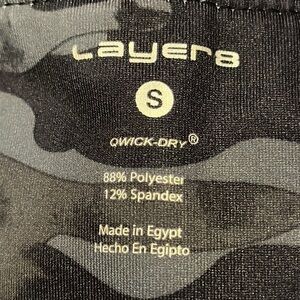 Layer8
S
QWICK-DRY®
88% Polyester
12% Spandex
Made in Egypt
Hecho En Egipto